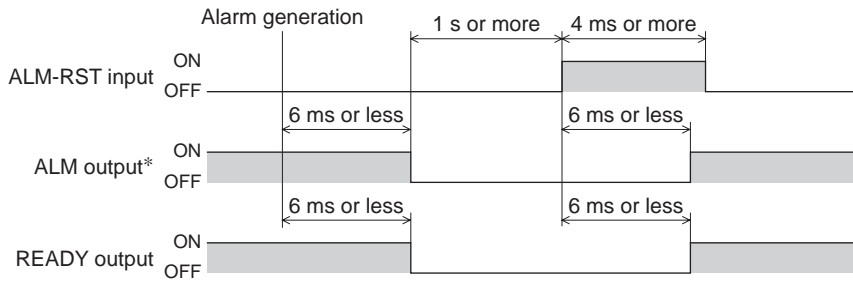 Alarm generation
1 s or more
4 ms or more
ALM-RST input
ON
OFF
6 ms or less
6 ms or less
ALM output*
ON
OFF
6 ms or less
6 ms or less
READY output
ON
OFF